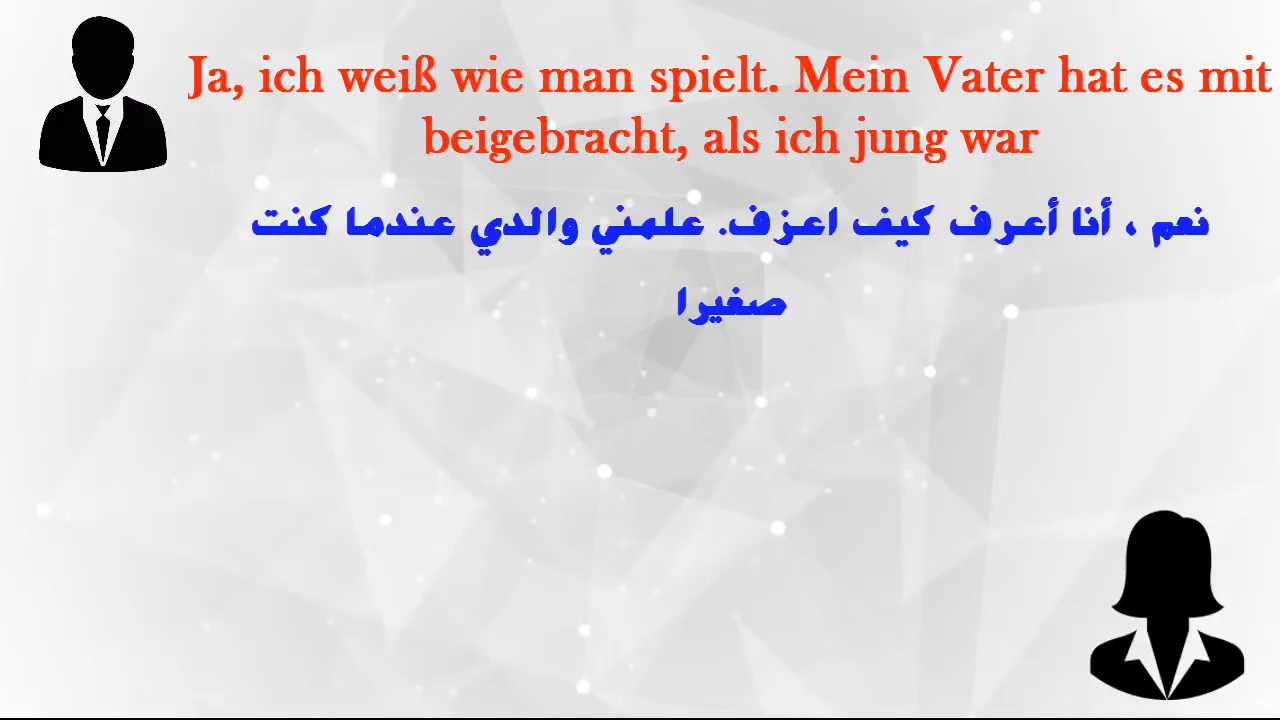 Ja, ich weiß wie man spielt. Mein Vater hat es mit
beigebracht, als ich jung war
نعم ، أنا أعرف كيف اعزف. علمني والدي عندما كنت
صغيرا